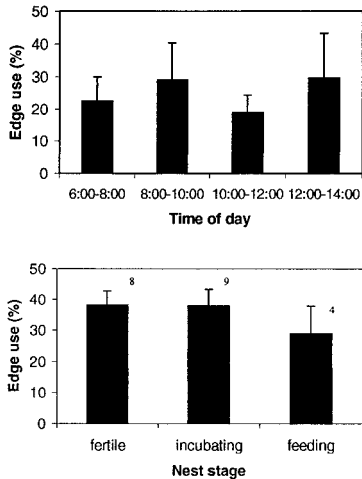 50
40
30
20
10
0
Edge use (%)
6:00-8:00 8:00-10:00 10:00-12:00 12:00-14:00
Time of day
50
40
30
20
10
0
Edge use (%)
8 9 4
fertile incubating feeding
Nest stage